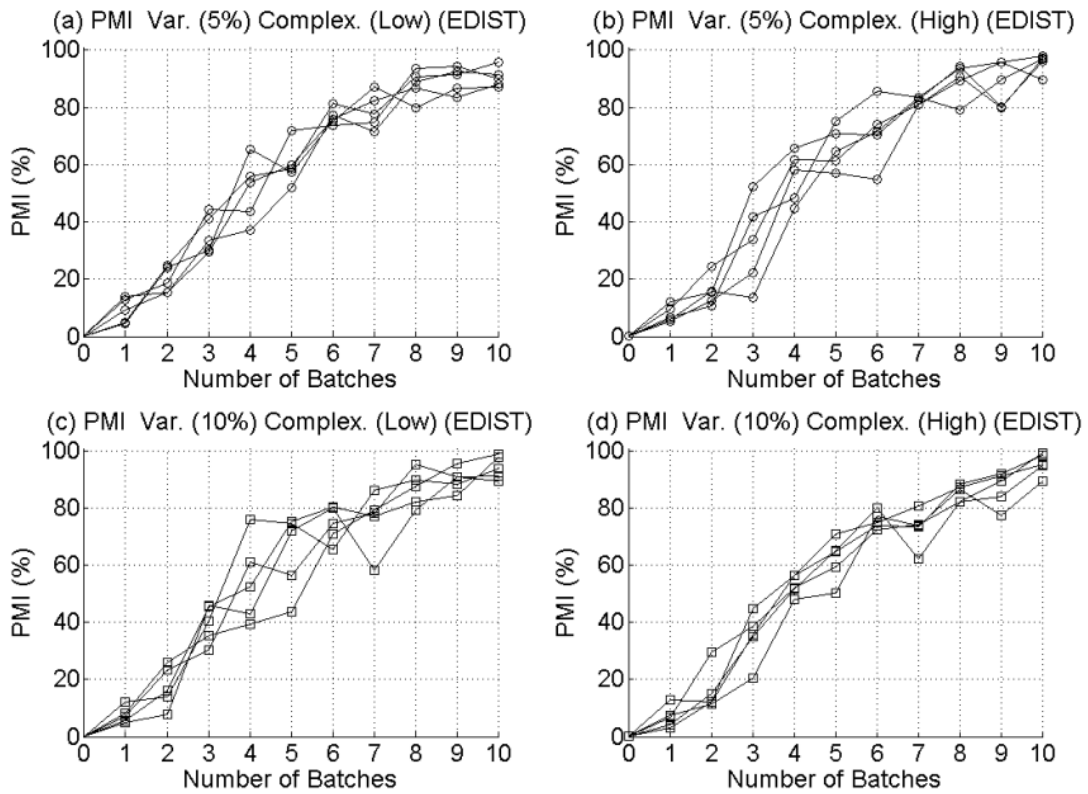 (a) PMI Var. (5%) Complex. (Low) (EDIST)
100
80
60
40
20
0
PMI (%)
0 1 2 3 4 5 6 7 8 9 10
Number of Batches
(b) PMI Var. (5%) Complex. (High) (EDIST)
100
80
60
40
20
0
PMI (%)
0 1 2 3 4 5 6 7 8 9 10
Number of Batches
(c) PMI Var. (10%) Complex. (Low) (EDIST)
100
80
60
40
20
0
PMI (%)
0 1 2 3 4 5 6 7 8 9 10
Number of Batches
(d) PMI Var. (10%) Complex. (High) (EDIST)
100
80
60
40
20
0
PMI (%)
0 1 2 3 4 5 6 7 8 9 10
Number of Batches